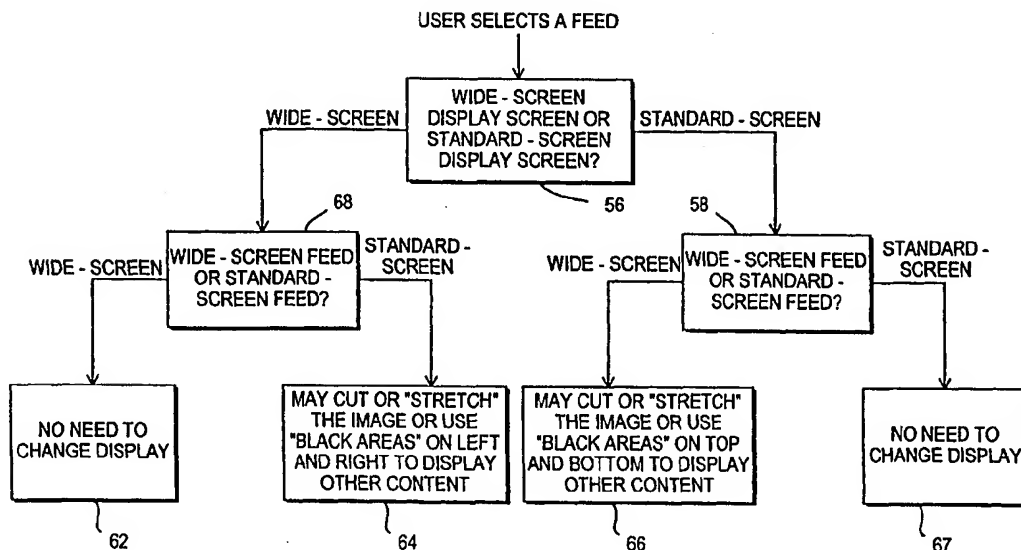 USER SELECTS A FEED
WIDE - SCREEN
DISPLAY SCREEN OR
STANDARD - SCREEN
DISPLAY SCREEN?
WIDE - SCREEN
STANDARD - SCREEN
56
68
58
WIDE - SCREEN FEED
OR STANDARD -
SCREEN FEED?
WIDE - SCREEN
STANDARD -
SCREEN
WIDE - SCREEN FEED
OR STANDARD -
SCREEN FEED?
WIDE - SCREEN
STANDARD -
SCREEN
NO NEED TO
CHANGE DISPLAY
MAY CUT OR "STRETCH"
THE IMAGE OR USE
"BLACK AREAS" ON LEFT
AND RIGHT TO DISPLAY
OTHER CONTENT
MAY CUT OR "STRETCH"
THE IMAGE OR USE
"BLACK AREAS" ON TOP
AND BOTTOM TO DISPLAY
OTHER CONTENT
NO NEED TO
CHANGE DISPLAY
62
64
66
67